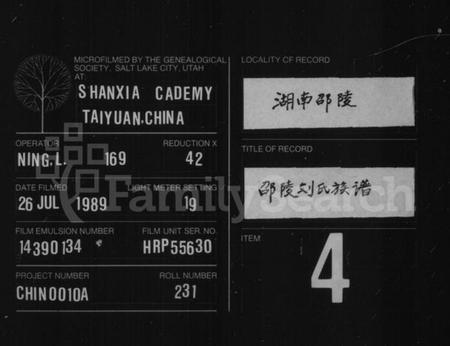 MICROFILMED BY THE GENEALOGICAL
SOCIETY, SALT LAKE CITY, UTAH
AT:
SHANXIA CADEMY
TAIYUAN.CHINA
OPERATOR REDUCTION X
NING.L. 169 42
DATE FILMED LIGHT METER SETTING
26 JUL 1989 19
FILM EMULSION NUMBER FILM UNIT SER. NO.
14390134 HRP55630
PROJECT NUMBER ROLL NUMBER
CHIN0010A 231
LOCALITY OF RECORD
湖南邵陵
TITLE OF RECORD
邵陵刘氏族谱
ITEM
4
FamilySearch